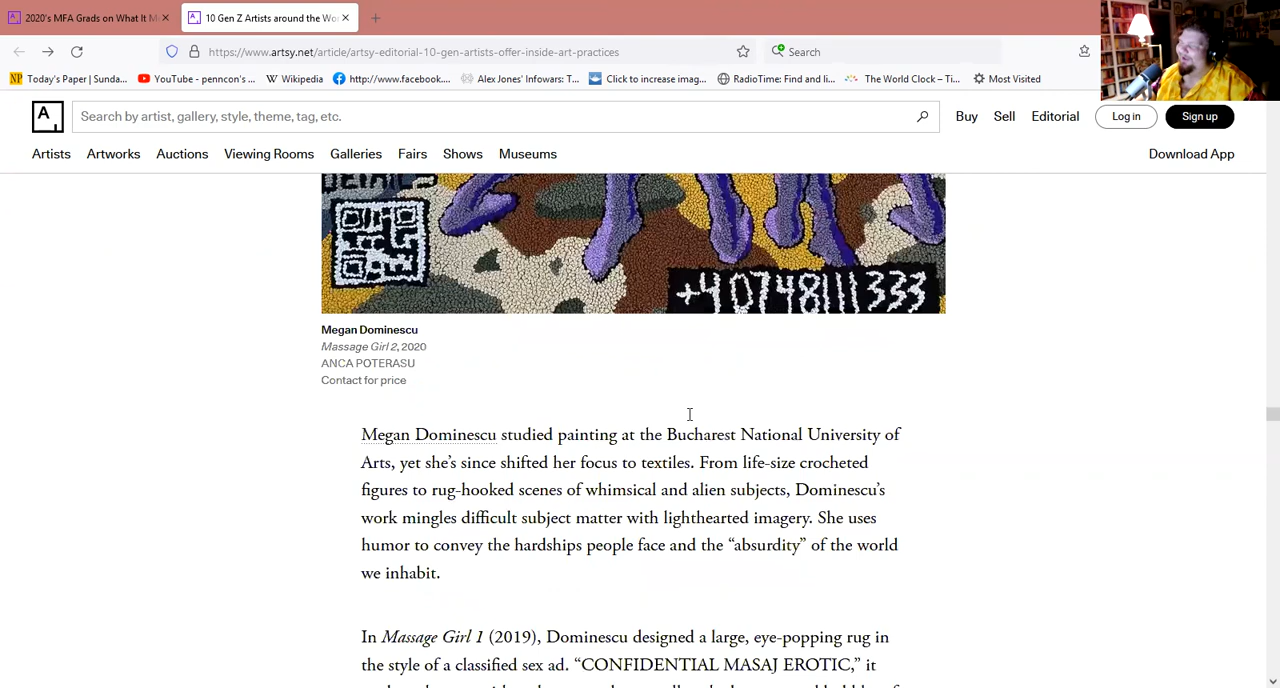 2020's MFA Grads on What It M
10 Gen Z Artists around the Wo
https://www.artsy.net/article/artsy-editorial-10-gen-artists-offer-inside-art-practices
Search
Today's Paper | Sunda...
YouTube - penncon's ...
Wikipedia
http://www.facebook....
Alex Jones' Infowars: T...
Click to increase imag...
RadioTime: Find and li...
The World Clock – Ti...
Most Visited
Search by artist, gallery, style, theme, tag, etc.
Buy
Sell
Editorial
Log in
Sign up
Artists
Artworks
Auctions
Viewing Rooms
Galleries
Fairs
Shows
Museums
Download App
+40748111333
Megan Dominescu
Massage Girl 2, 2020
ANCA POTERASU
Contact for price
Megan Dominescu studied painting at the Bucharest National University of
Arts, yet she's since shifted her focus to textiles. From life-size crocheted
figures to rug-hooked scenes of whimsical and alien subjects, Dominescu's
work mingles difficult subject matter with lighthearted imagery. She uses
humor to convey the hardships people face and the “absurdity” of the world
we inhabit.
In Massage Girl 1 (2019), Dominescu designed a large, eye-popping rug in
the style of a classified sex ad. “CONFIDENTIAL MASAJ EROTIC,” it